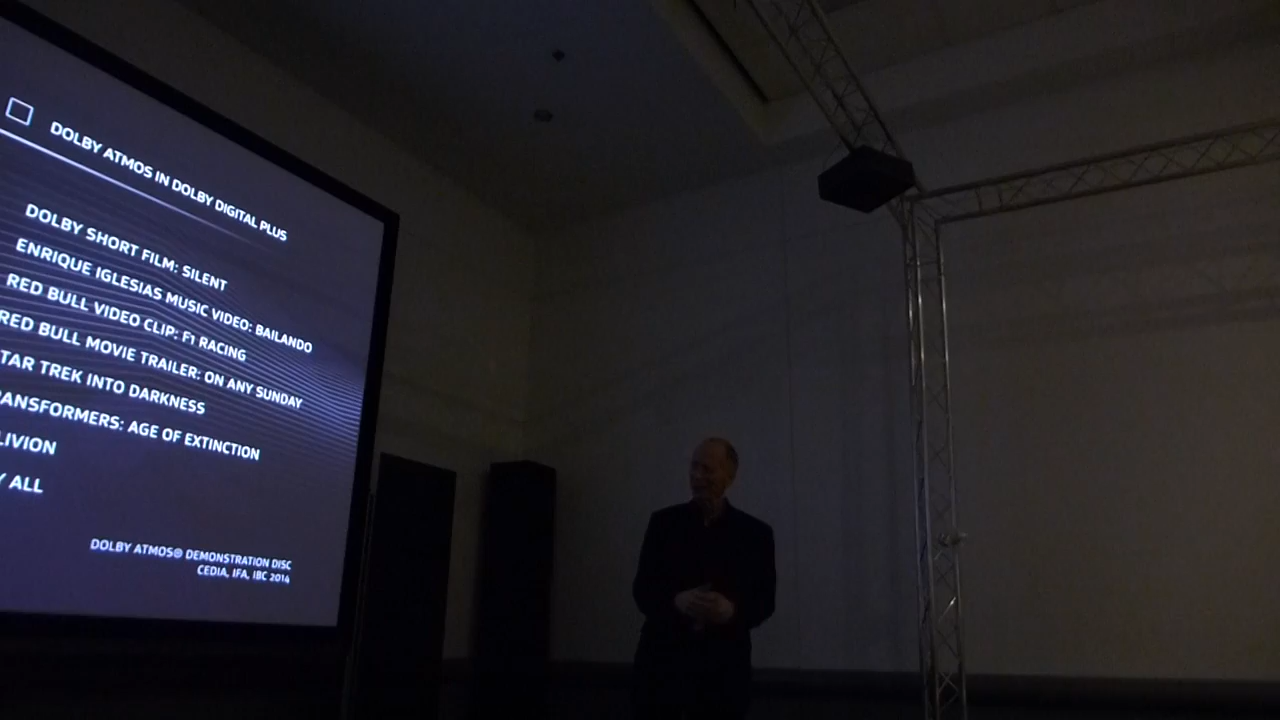 DOLBY ATMOS IN DOLBY DIGITAL PLUS
DOLBY SHORT FILM: SILENT
ENRIQUE IGLESIAS MUSIC VIDEO: BAILANDO
RED BULL VIDEO CLIP: F1 RACING
RED BULL MOVIE TRAILER: ON ANY SUNDAY
TAR TREK INTO DARKNESS
ANSFORMERS: AGE OF EXTINCTION
LIVION
Y ALL
DOLBY ATMOS® DEMONSTRATION DISC
CEDIA, IFA, IBC 2014